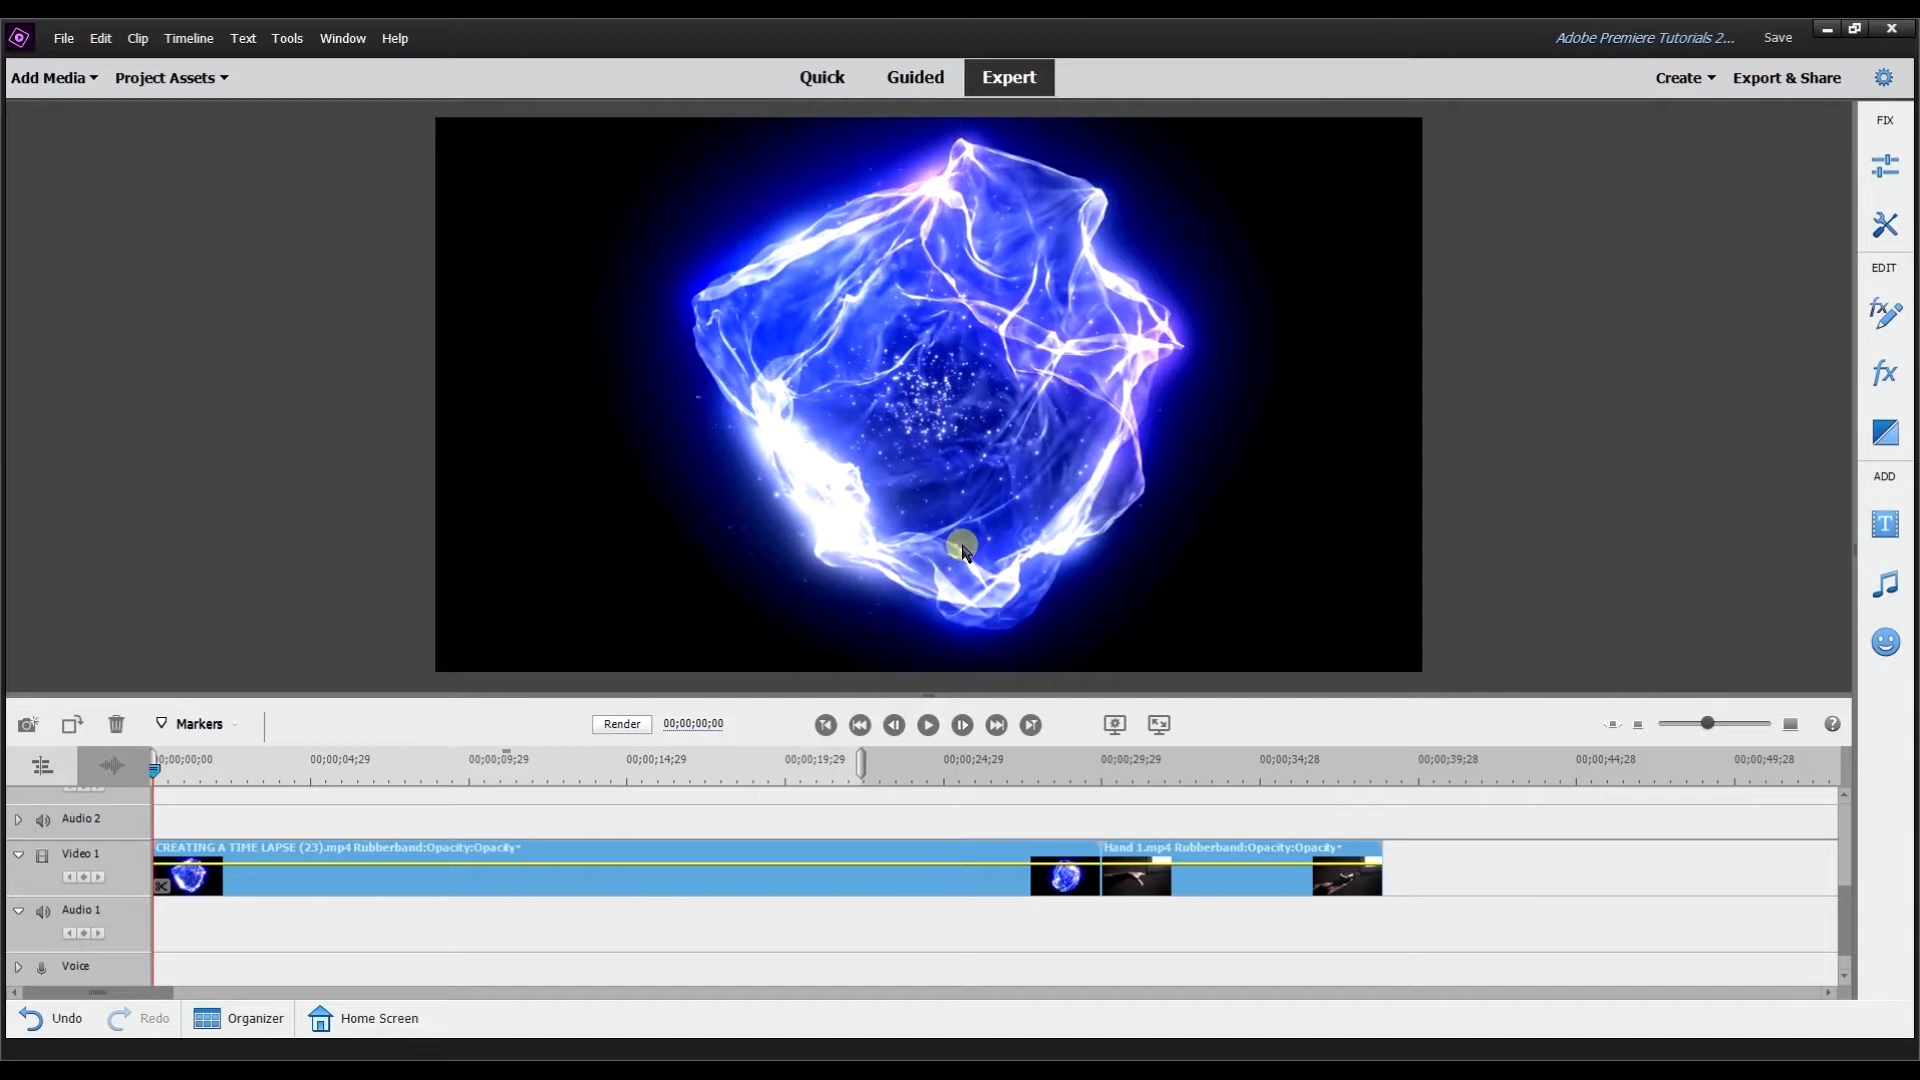 File Edit Clip Timeline Text Tools Window Help
Adobe Premiere Tutorials 2... Save
Add Media Project Assets
Quick Guided Expert
Create Export & Share
FIX
EDIT
ADD
Markers
Render 00;00;00;00
00;00;04;29 00;00;09;29 00;00;14;29 00;00;19;29 00;00;24;29 00;00;29;29 00;00;34;28 00;00;39;28 00;00;44;28 00;00;49;28
Audio 2
Video 1
CREATING A TIME LAPSE (23).mp4 Rubberband:Opacity:Opacity
Hand 1.mp4 Rubberband:Opacity:Opacity
Audio 1
Voice
Undo Redo Organizer Home Screen